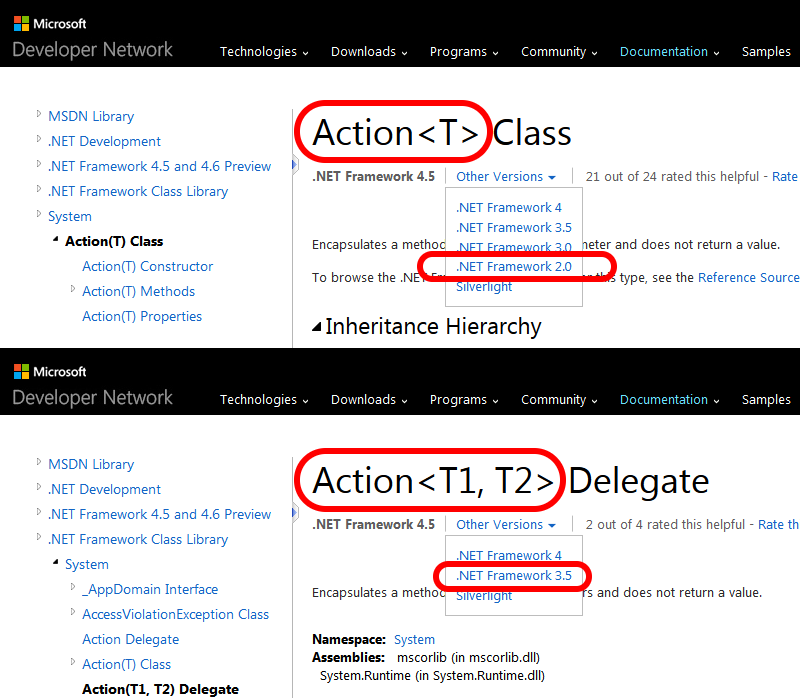 Microsoft
Developer Network
Technologies Downloads Programs Community Documentation Samples
MSDN Library
.NET Development
.NET Framework 4.5 and 4.6 Preview
.NET Framework Class Library
System
Action(T) Class
Action(T) Constructor
Action(T) Methods
Action(T) Properties
Action<T> Class
.NET Framework 4.5 Other Versions 21 out of 24 rated this helpful - Rate
.NET Framework 4
.NET Framework 3.5
.NET Framework 3.0
.NET Framework 2.0
Silverlight
Encapsulates a metho meter and does not return a value.
To browse the .NET F this type, see the Reference Source
Inheritance Hierarchy
Microsoft
Developer Network
Technologies Downloads Programs Community Documentation Samples
MSDN Library
.NET Development
.NET Framework 4.5 and 4.6 Preview
.NET Framework Class Library
System
_AppDomain Interface
AccessViolationException Class
Action Delegate
Action(T) Class
Action(T1, T2) Delegate
Action<T1, T2> Delegate
.NET Framework 4.5 Other Versions 2 out of 4 rated this helpful - Rate th
.NET Framework 4
.NET Framework 3.5
Silverlight
Encapsulates a metho rs and does not return a value.
Namespace: System
Assemblies: mscorlib (in mscorlib.dll)
System.Runtime (in System.Runtime.dll)